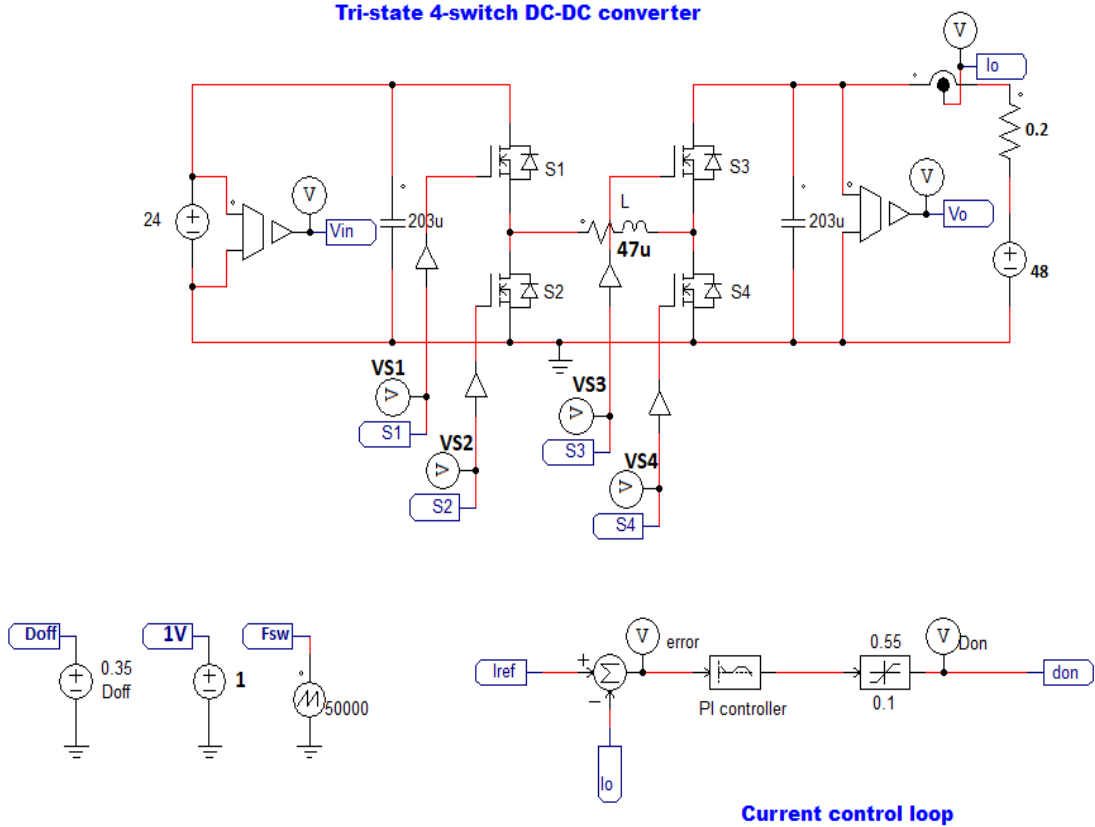 Tri-state 4-switch DC-DC converter
V
Io
0.2
S1
S3
24
V
Vin
203u
L
47u
203u
V
Vo
48
S2
S4
VS1
V
S1
VS2
V
S2
VS3
V
S3
VS4
V
S4
Doff
0.35
Doff
1V
1
Fsw
50000
Iref
V
error
PI controller
0.55
0.1
V
Don
don
Io
Current control loop